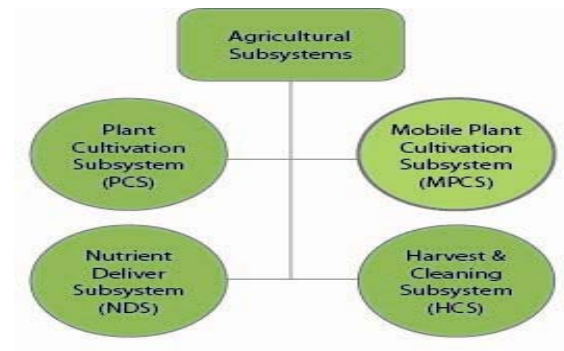 Agricultural
Subsystems
Plant
Cultivation
Subsystem
(PCS)
Mobile Plant
Cultivation
Subsystem
(MPCS)
Nutrient
Deliver
Subsystem
(NDS)
Harvest &
Cleaning
Subsystem
(HCS)